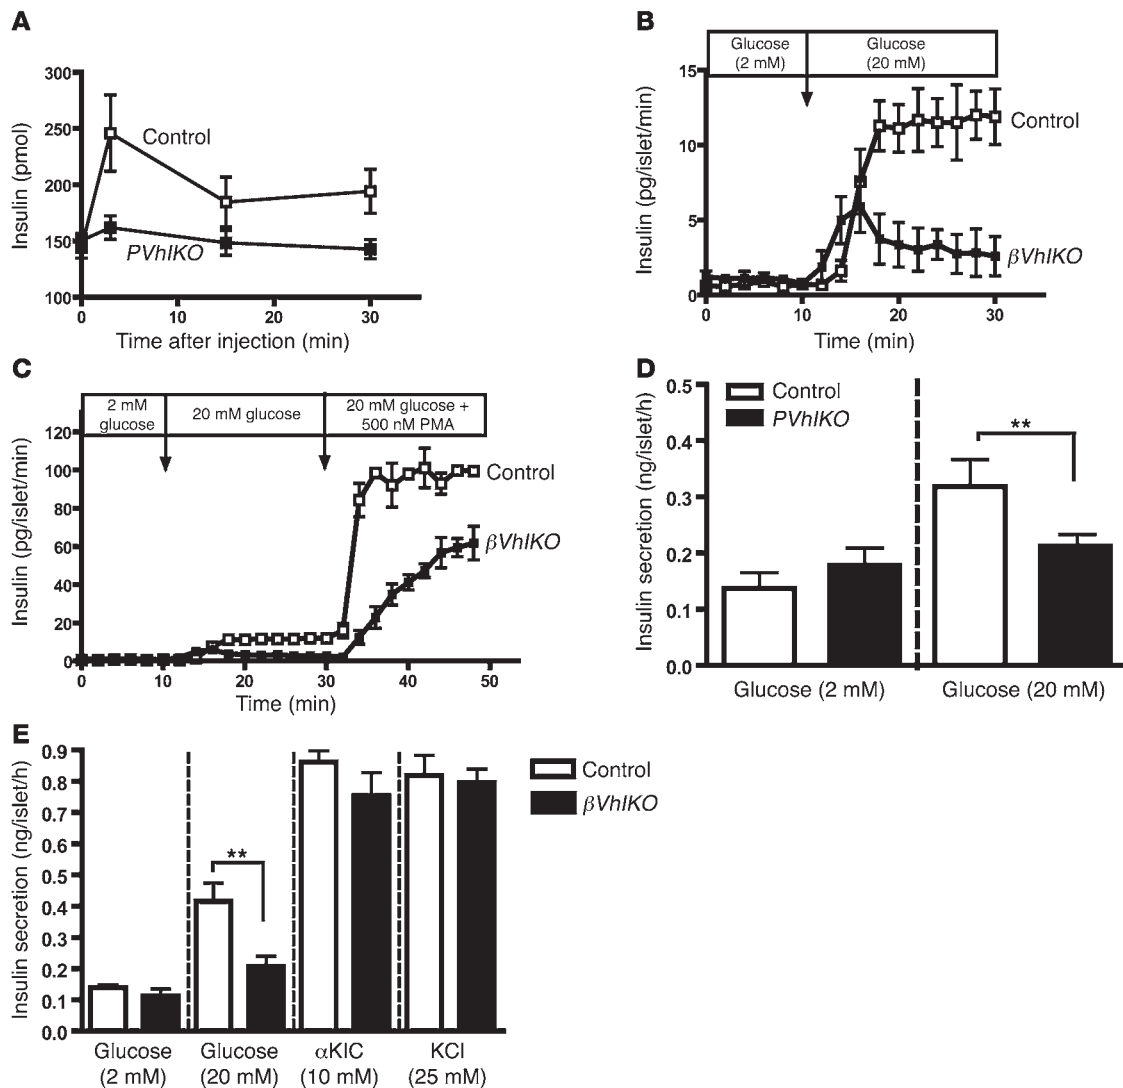 A
Insulin (pmol)
300
250
200
150
100
Control
PVhlKO
0
10
20
30
Time after injection (min)
B
Glucose
(2 mM)
Glucose
(20 mM)
Insulin (pg/islet/min)
15
10
5
0
Control
βVhlKO
0
10
20
30
Time (min)
C
2 mM
glucose
20 mM glucose
20 mM glucose +
500 nM PMA
Insulin (pg/islet/min)
120
100
80
60
40
20
0
Control
βVhlKO
0
10
20
30
40
50
Time (min)
D
Insulin secretion (ng/islet/h)
0.5
0.4
0.3
0.2
0.1
0.0
Control
PVhlKO
**
Glucose (2 mM)
Glucose (20 mM)
E
Insulin secretion (ng/islet/h)
0.9
0.8
0.7
0.6
0.5
0.4
0.3
0.2
0.1
0.0
**
Control
βVhlKO
Glucose
(2 mM)
Glucose
(20 mM)
αKIC
(10 mM)
KCl
(25 mM)